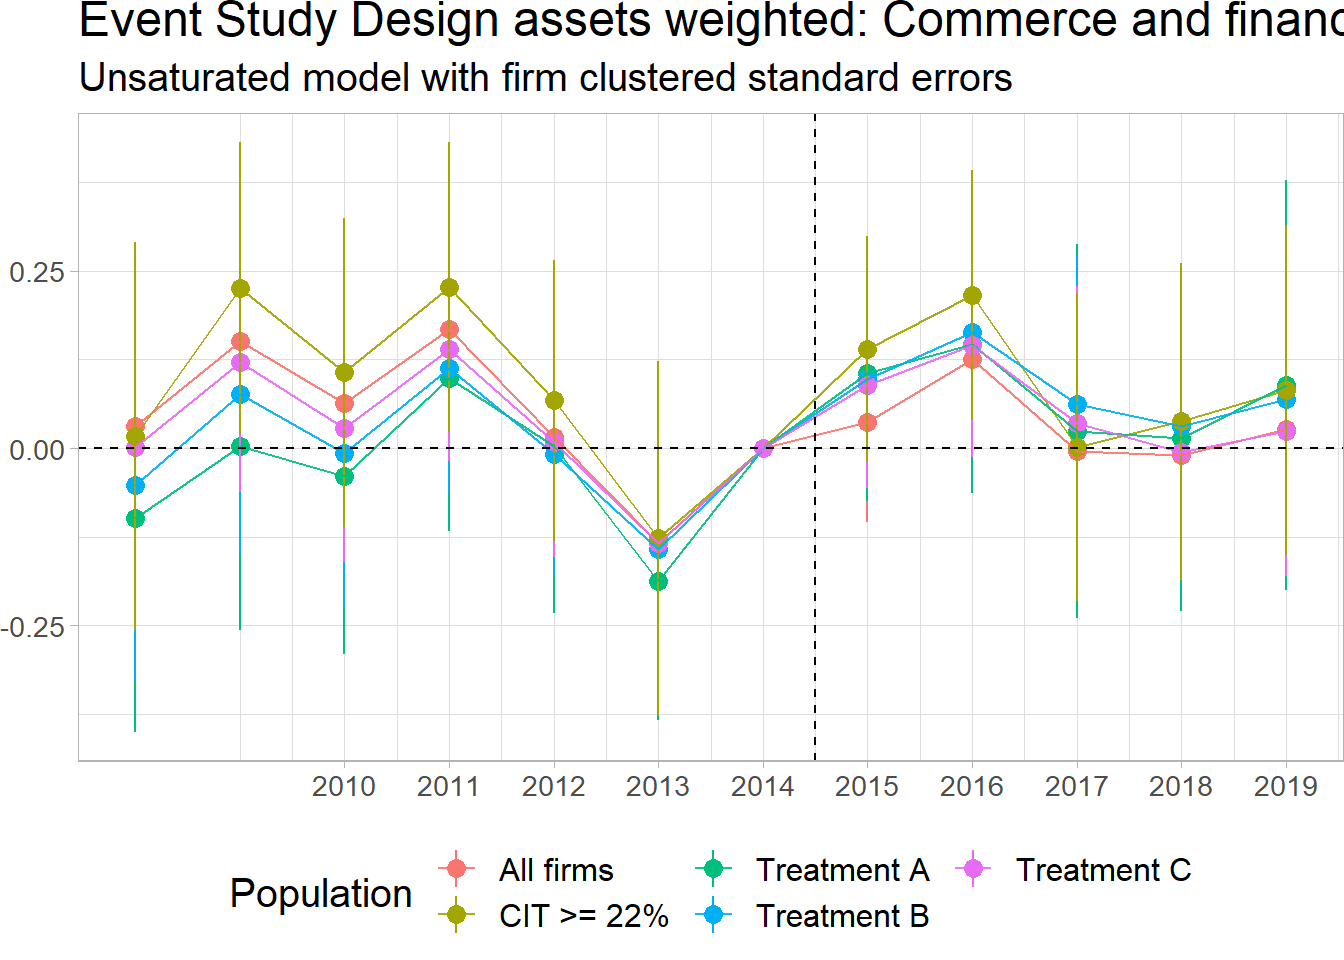 Event Study Design assets weighted: Commerce and financ
Unsaturated model with firm clustered standard errors
0.25
0.00
-0.25
2010 2011 2012 2013 2014 2015 2016 2017 2018 2019
Population
All firms
Treatment A
Treatment C
CIT >= 22%
Treatment B